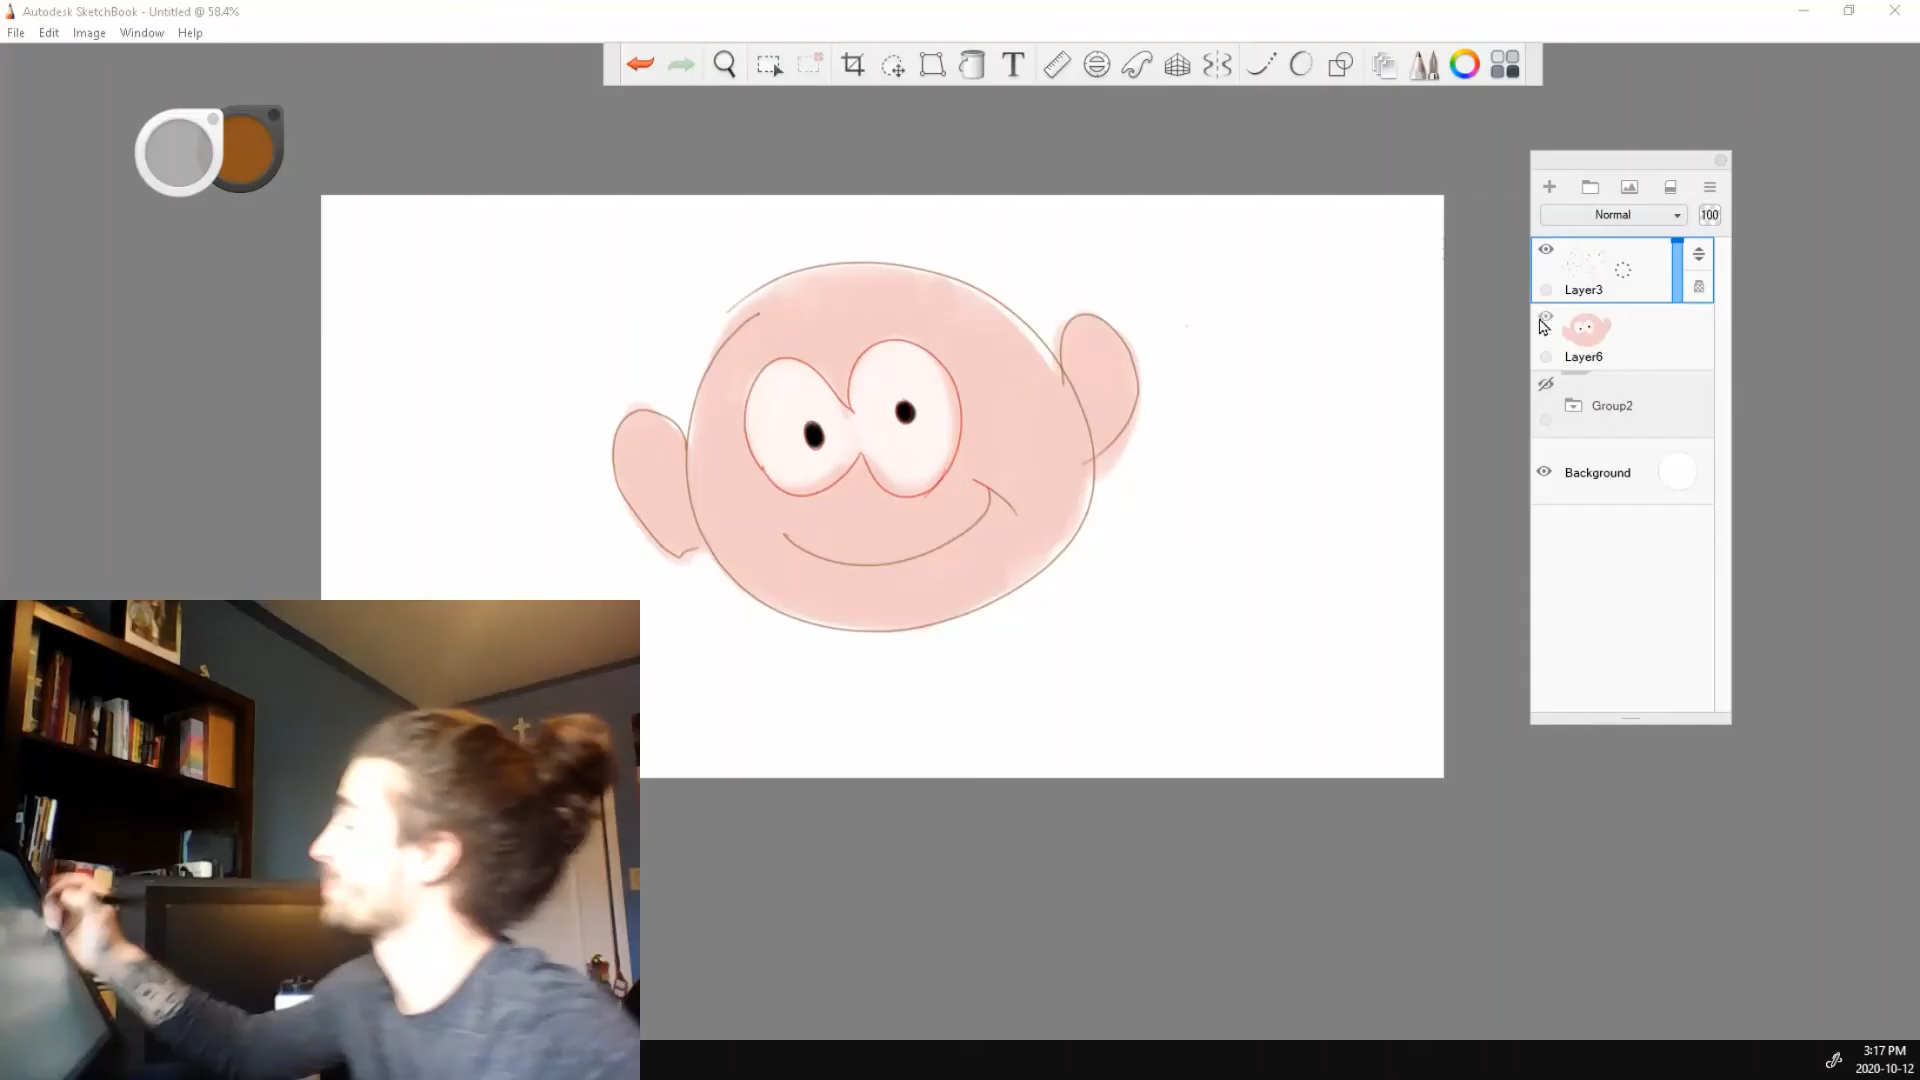 Autodesk SketchBook - Untitled @ 58.4%
File Edit Image Window Help
T
Normal 100
Layer3
Layer6
Group2
Background
3:17 PM
2020-10-12